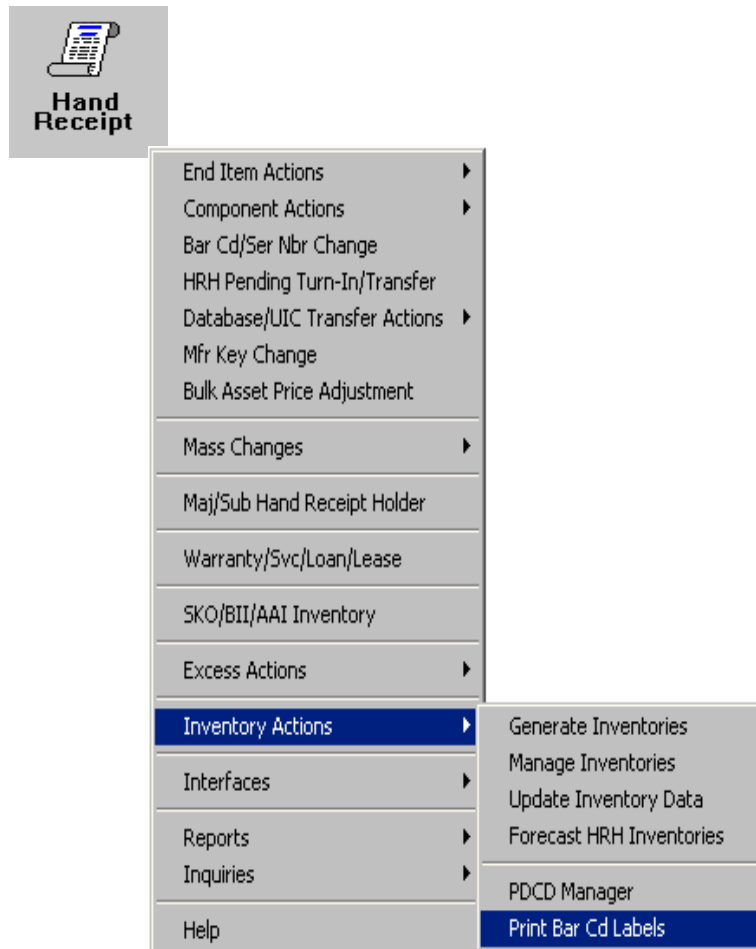 Hand
Receipt
End Item Actions
Component Actions
Bar Cd/Ser Nbr Change
HRH Pending Turn-In/Transfer
Database/UIC Transfer Actions
Mfr Key Change
Bulk Asset Price Adjustment
Mass Changes
Maj/Sub Hand Receipt Holder
Warranty/Svc/Loan/Lease
SKO/BII/AAI Inventory
Excess Actions
Inventory Actions
Interfaces
Reports
Inquiries
Help
Generate Inventories
Manage Inventories
Update Inventory Data
Forecast HRH Inventories
PDCD Manager
Print Bar Cd Labels